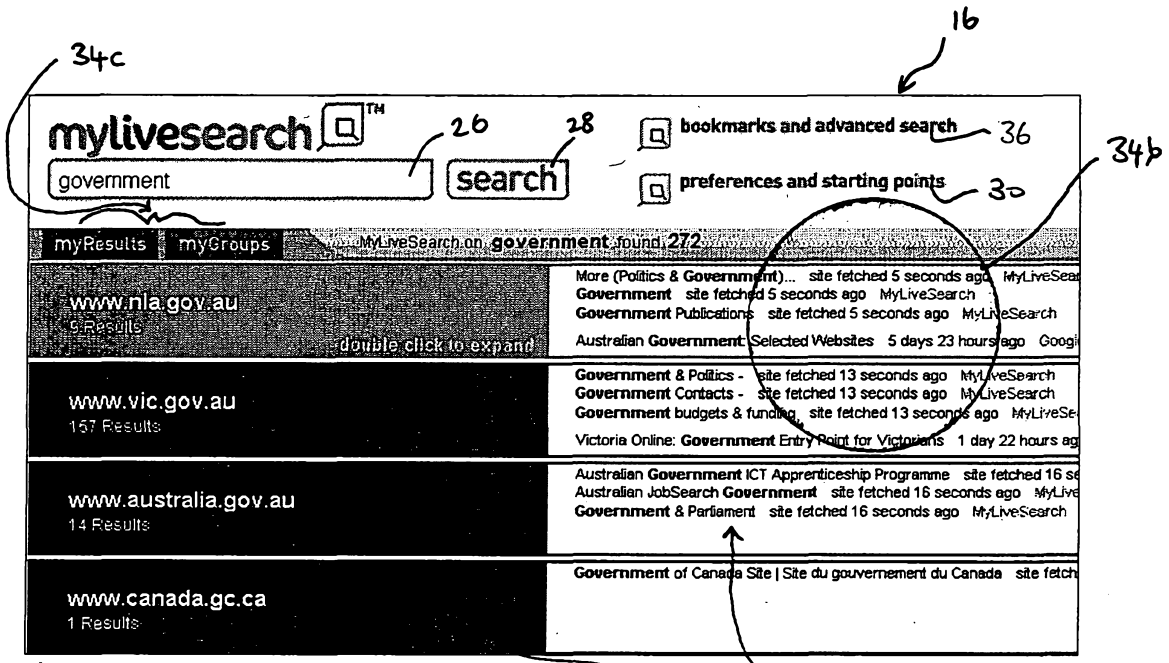 16
34c
mylivesearch TM
26
28
bookmarks and advanced search
36
34b
government
search
preferences and starting points
30
myResults myGroups MyLiveSearch on government found 272
www.nla.gov.au
5 Results
double click to expand
More (Politics & Government)... site fetched 5 seconds ago MyLiveSear
Government site fetched 5 seconds ago MyLiveSearch
Government Publications site fetched 5 seconds ago MyLiveSearch
Australian Government: Selected Websites 5 days 23 hours ago Googl
www.vic.gov.au
157 Results
Government & Politics - site fetched 13 seconds ago MyLiveSearch
Government Contacts - site fetched 13 seconds ago MyLiveSearch
Government budgets & funding site fetched 13 seconds ago MyLiveSe
Victoria Online: Government Entry Point for Victorians 1 day 22 hours ag
www.australia.gov.au
14 Results
Australian Government ICT Apprenticeship Programme site fetched 16 se
Australian JobSearch Government site fetched 16 seconds ago MyLive
Government & Parliament site fetched 16 seconds ago MyLiveSearch
www.canada.gc.ca
1 Results
Government of Canada Site | Site du gouvernement du Canada site fetch